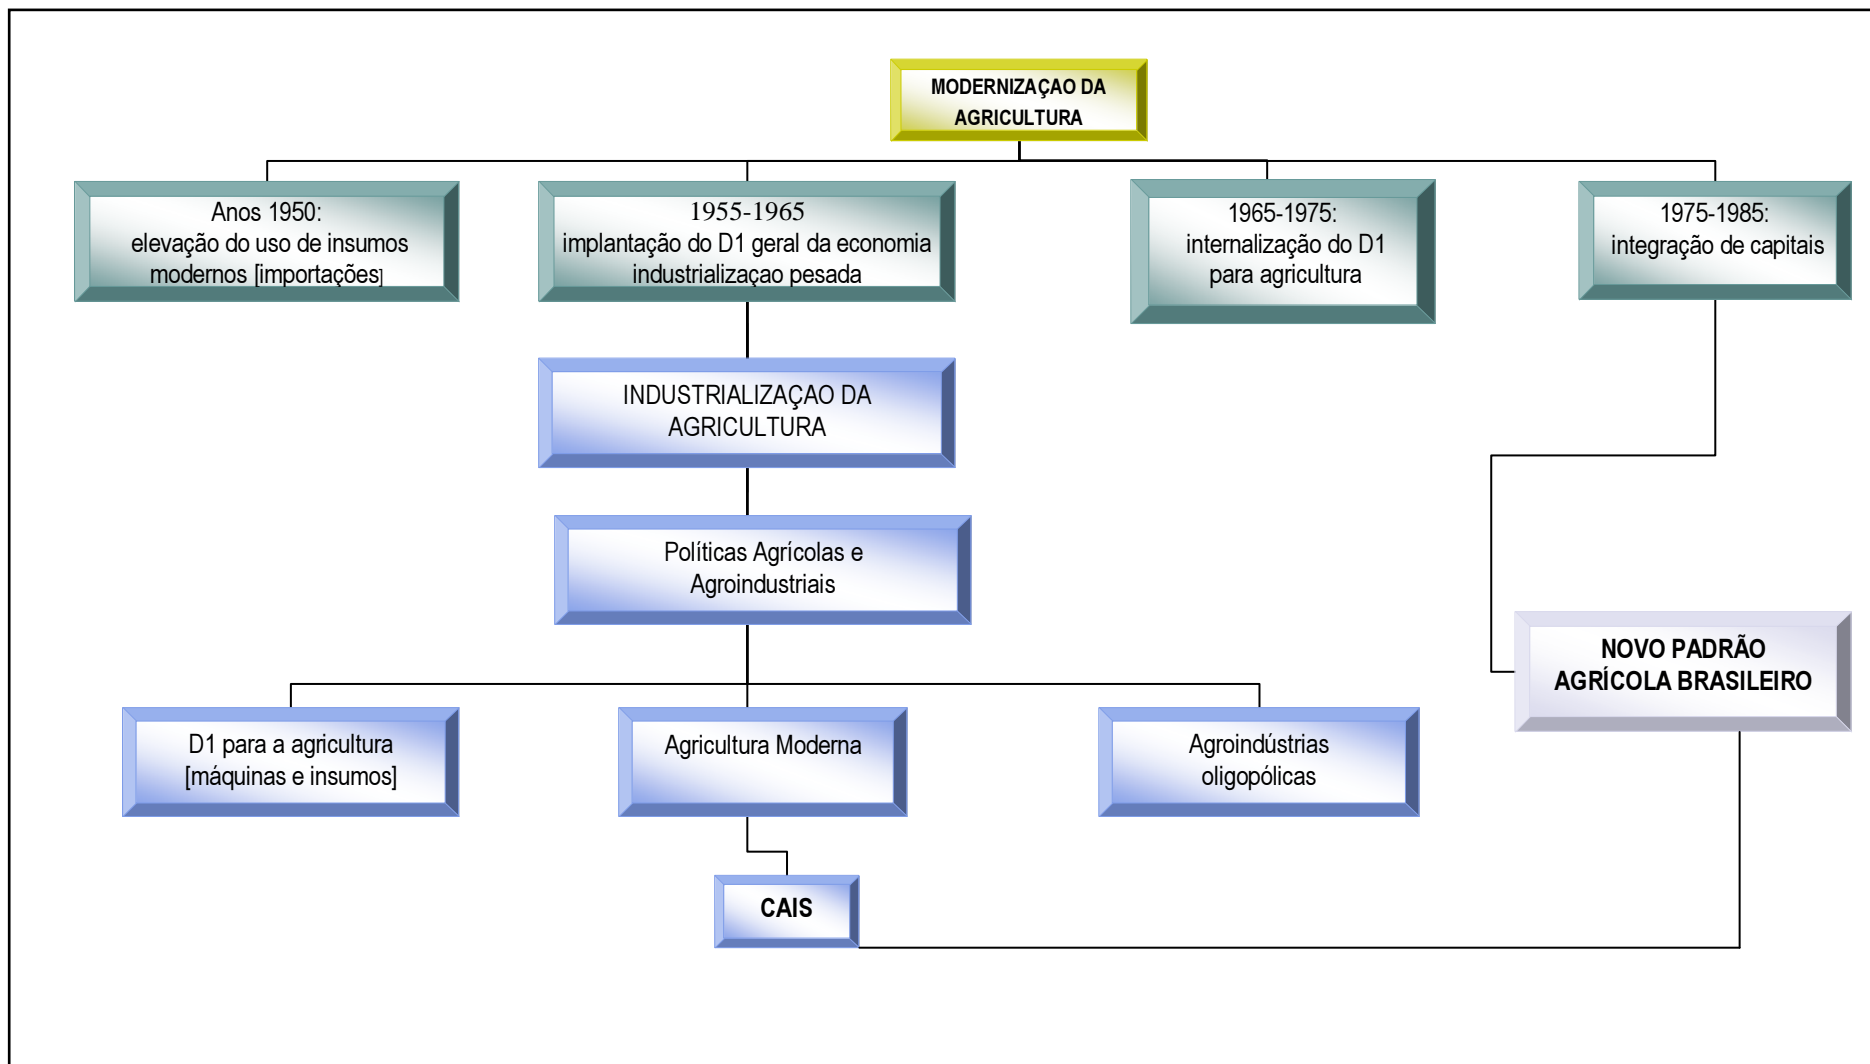 MODERNIZAÇAO DA
AGRICULTURA
Anos 1950:
elevação do uso de insumos
modernos [importações]
1955-1965
implantação do D1 geral da economia
industrializaçao pesada
1965-1975:
internalização do D1
para agricultura
1975-1985:
integração de capitais
INDUSTRIALIZAÇAO DA
AGRICULTURA
Políticas Agrícolas e
Agroindustriais
NOVO PADRÃO
AGRÍCOLA BRASILEIRO
D1 para a agricultura
[máquinas e insumos]
Agricultura Moderna
Agroindústrias
oligopólicas
CAIS